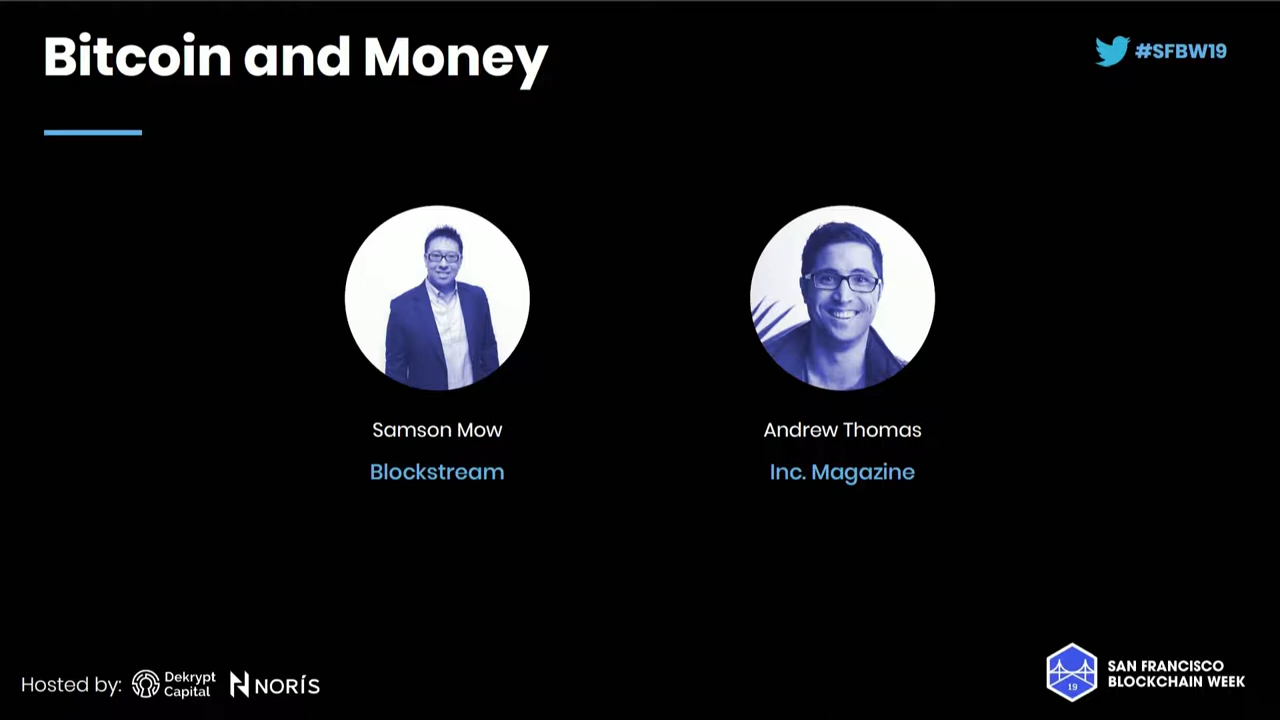 Bitcoin and Money
#SFBW19
Samson Mow
Blockstream
Andrew Thomas
Inc. Magazine
Hosted by:
Dekrypt
Capital
NORÍS
19
SAN FRANCISCO
BLOCKCHAIN WEEK